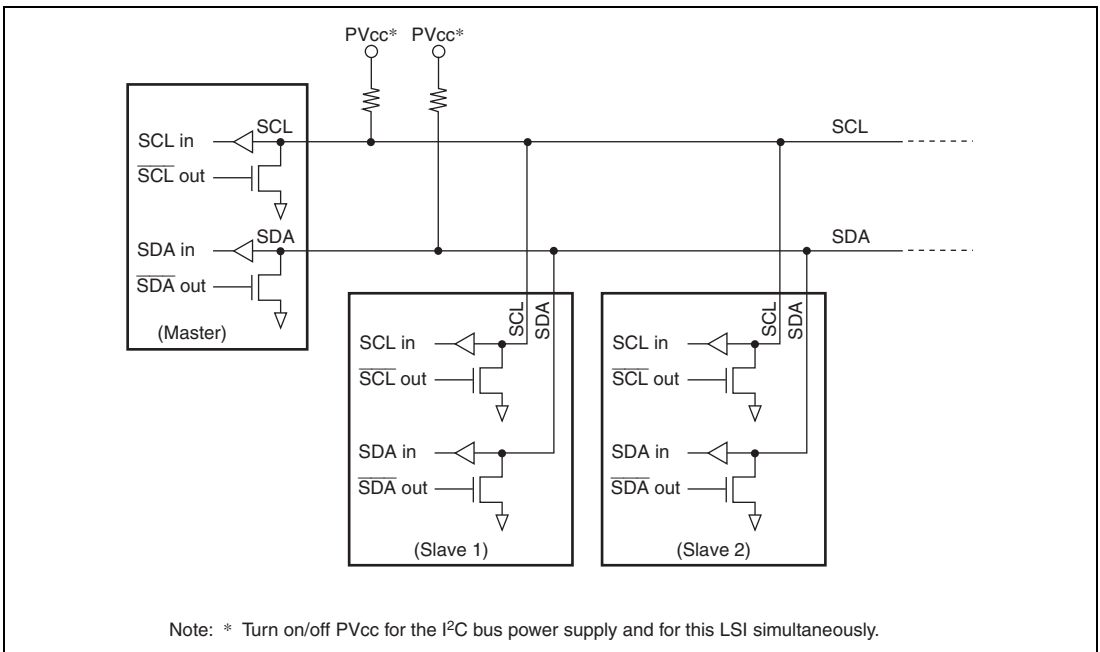 PVcc* PVcc*
SCL in
SCL
SCL
SCL out
SDA in
SDA
SDA
SDA out
(Master)
SCL
SDA
SCL in
SCL out
SDA in
SDA out
(Slave 1)
SCL
SDA
SCL in
SCL out
SDA in
SDA out
(Slave 2)
Note: * Turn on/off PVcc for the I²C bus power supply and for this LSI simultaneously.